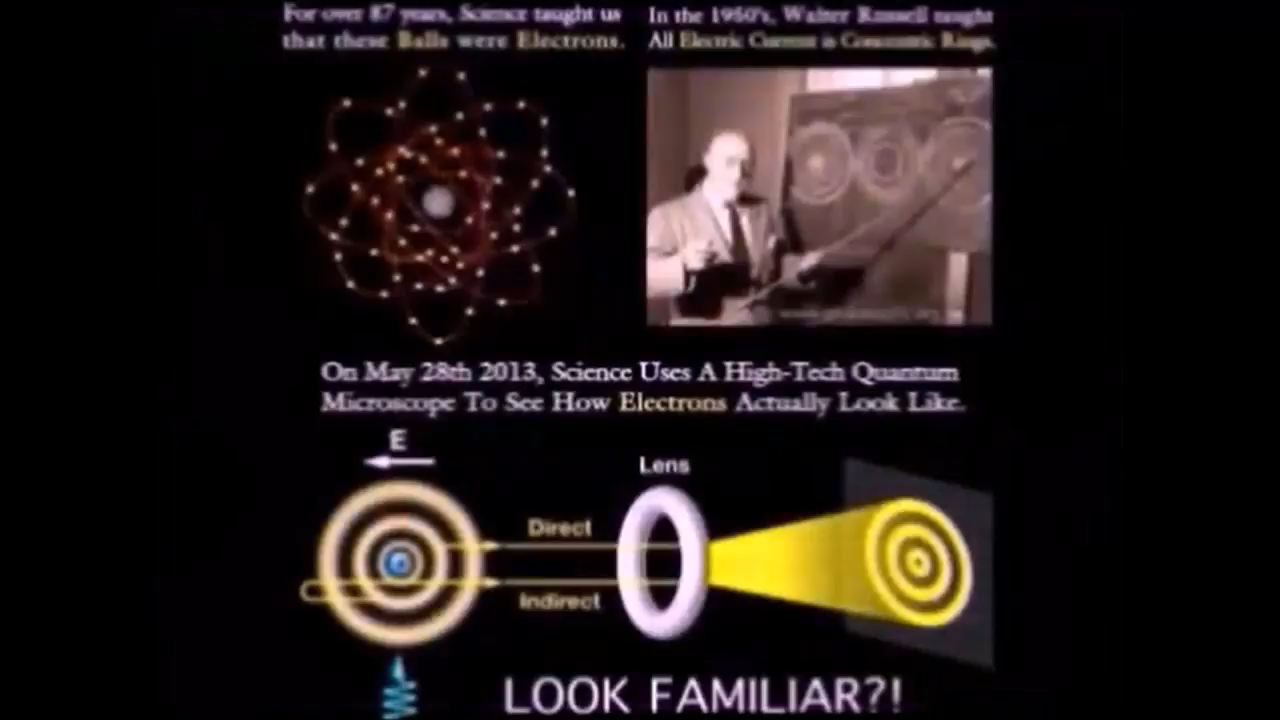 For over 87 years, Science taught us
that these Balls were Electrons.
In the 1950's, Walter Russell taught
All Electric Current is Concentric Rings.
On May 28th 2013, Science Uses A High-Tech Quantum
Microscope To See How Electrons Actually Look Like.
E
Lens
Direct
Indirect
LOOK FAMILIAR?!